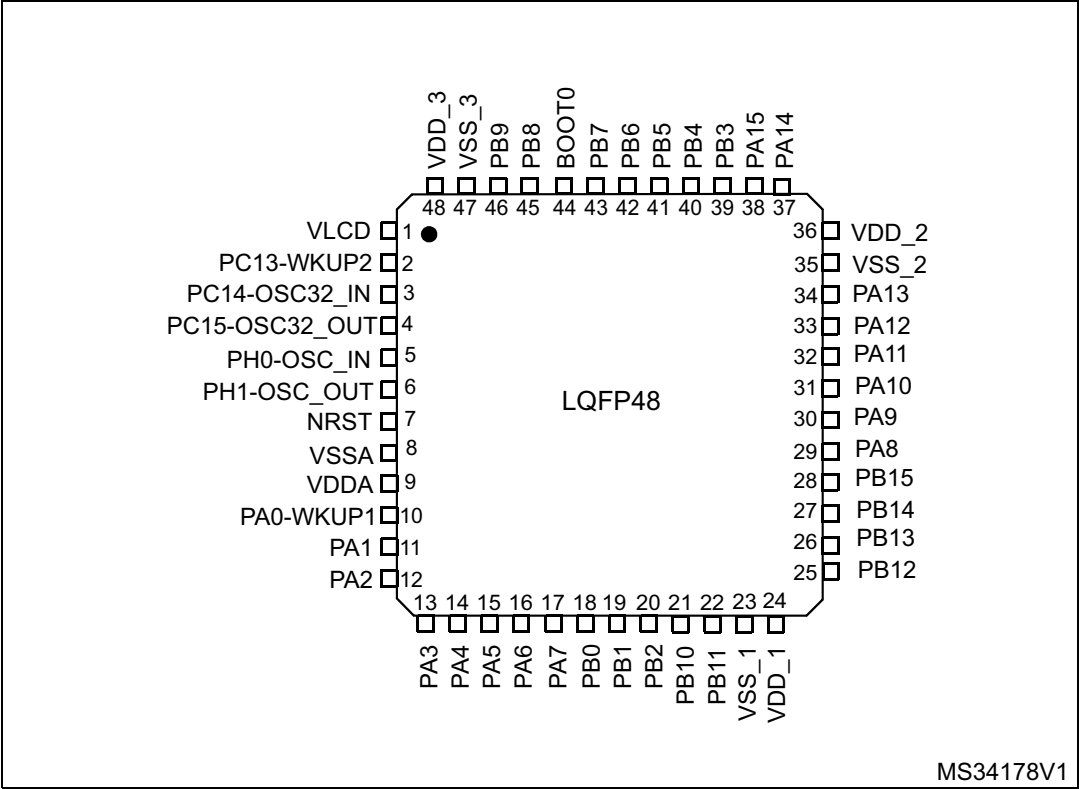 VDD_3
VSS_3
PB9
PB8
BOOT0
PB7
PB6
PB5
PB4
PB3
PA15
PA14
48 47 46 45 44 43 42 41 40 39 38 37
VLCD 1
PC13-WKUP2 2
PC14-OSC32_IN 3
PC15-OSC32_OUT 4
PH0-OSC_IN 5
PH1-OSC_OUT 6
NRST 7
VSSA 8
VDDA 9
PA0-WKUP1 10
PA1 11
PA2 12
LQFP48
36 VDD_2
35 VSS_2
34 PA13
33 PA12
32 PA11
31 PA10
30 PA9
29 PA8
28 PB15
27 PB14
26 PB13
25 PB12
13 14 15 16 17 18 19 20 21 22 23 24
PA3
PA4
PA5
PA6
PA7
PB0
PB1
PB2
PB10
PB11
VSS_1
VDD_1
MS34178V1